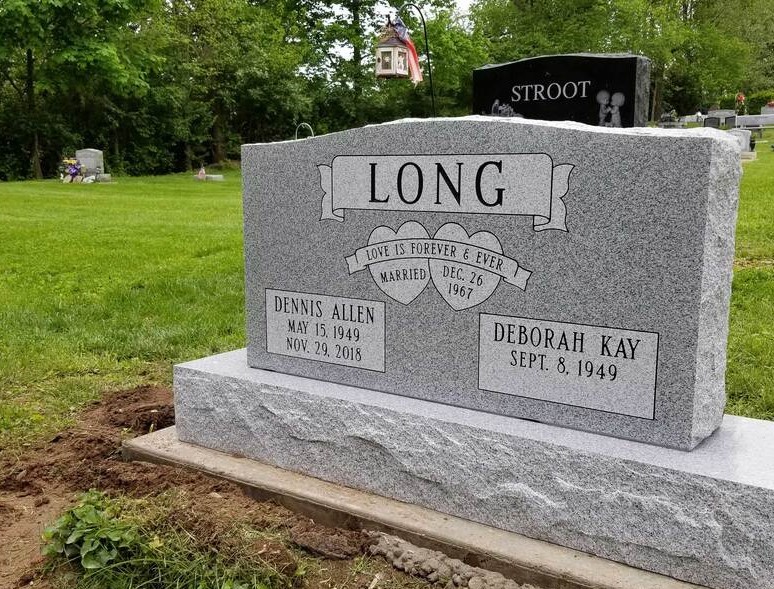 STROOT
LONG
LOVE IS FOREVER & EVER
MARRIED DEC. 26
1967
DENNIS ALLEN
MAY 15, 1949
NOV. 29, 2018
DEBORAH KAY
SEPT. 8, 1949